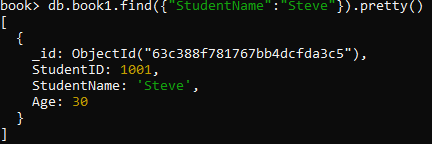 book> db.book1.find({"StudentName":"Steve"}).pretty()
[
  {
    _id: ObjectId("63c388f781767bb4dcfda3c5"),
    StudentID: 1001,
    StudentName: 'Steve',
    Age: 30
  }
]